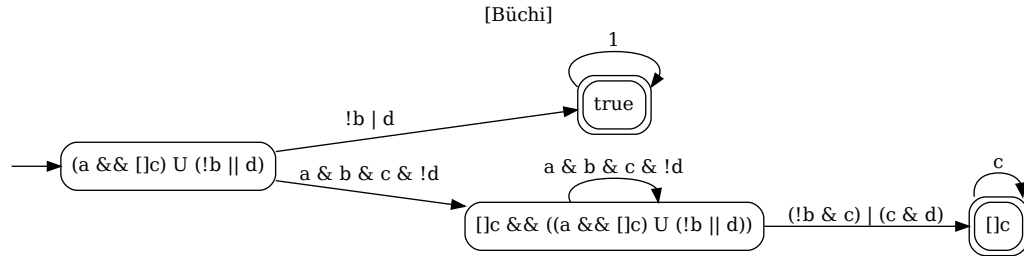 [Büchi]
1
true
!b | d
(a && []c) U (!b || d)
a & b & c & !d
a & b & c & !d
[]c && ((a && []c) U (!b || d))
(!b & c) | (c & d)
c
[]c